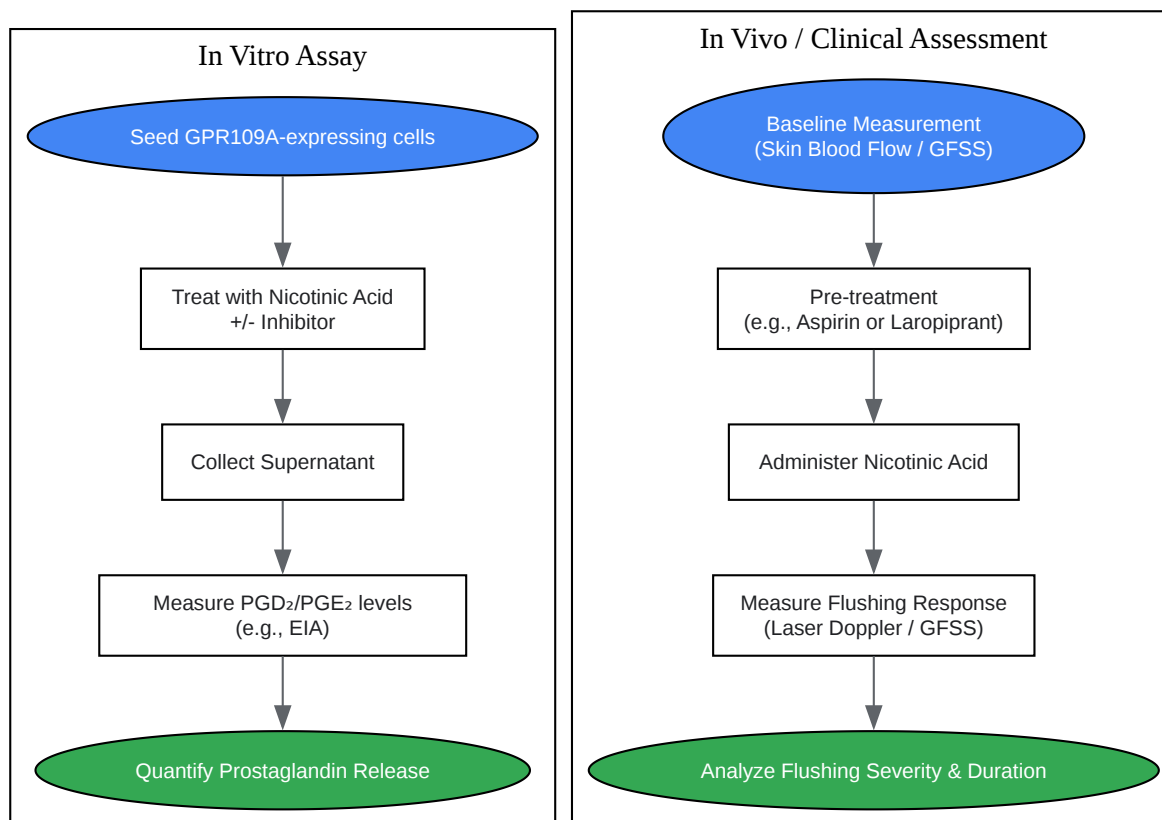 In Vitro Assay
Seed GPR109A-expressing cells
Treat with Nicotinic Acid
+/- Inhibitor
Collect Supernatant
Measure PGD₂/PGE₂ levels
(e.g., EIA)
Quantify Prostaglandin Release
In Vivo / Clinical Assessment
Baseline Measurement
(Skin Blood Flow / GFSS)
Pre-treatment
(e.g., Aspirin or Laropiprant)
Administer Nicotinic Acid
Measure Flushing Response
(Laser Doppler / GFSS)
Analyze Flushing Severity & Duration